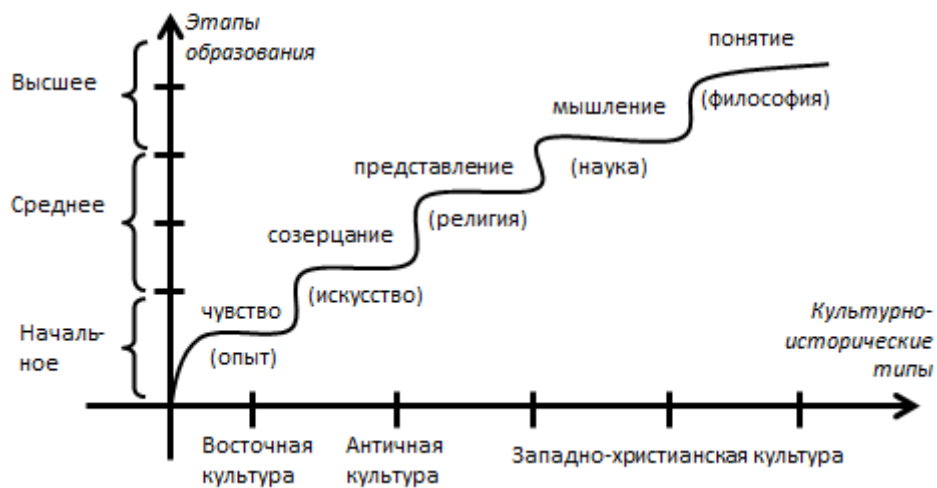 Этапы
образования
Высшее
Среднее
Началь-
ное
понятие
(философия)
мышление
(наука)
представление
(религия)
созерцание
(искусство)
чувство
(опыт)
Культурно-
исторические
типы
Восточная
культура
Античная
культура
Западно-христианская культура